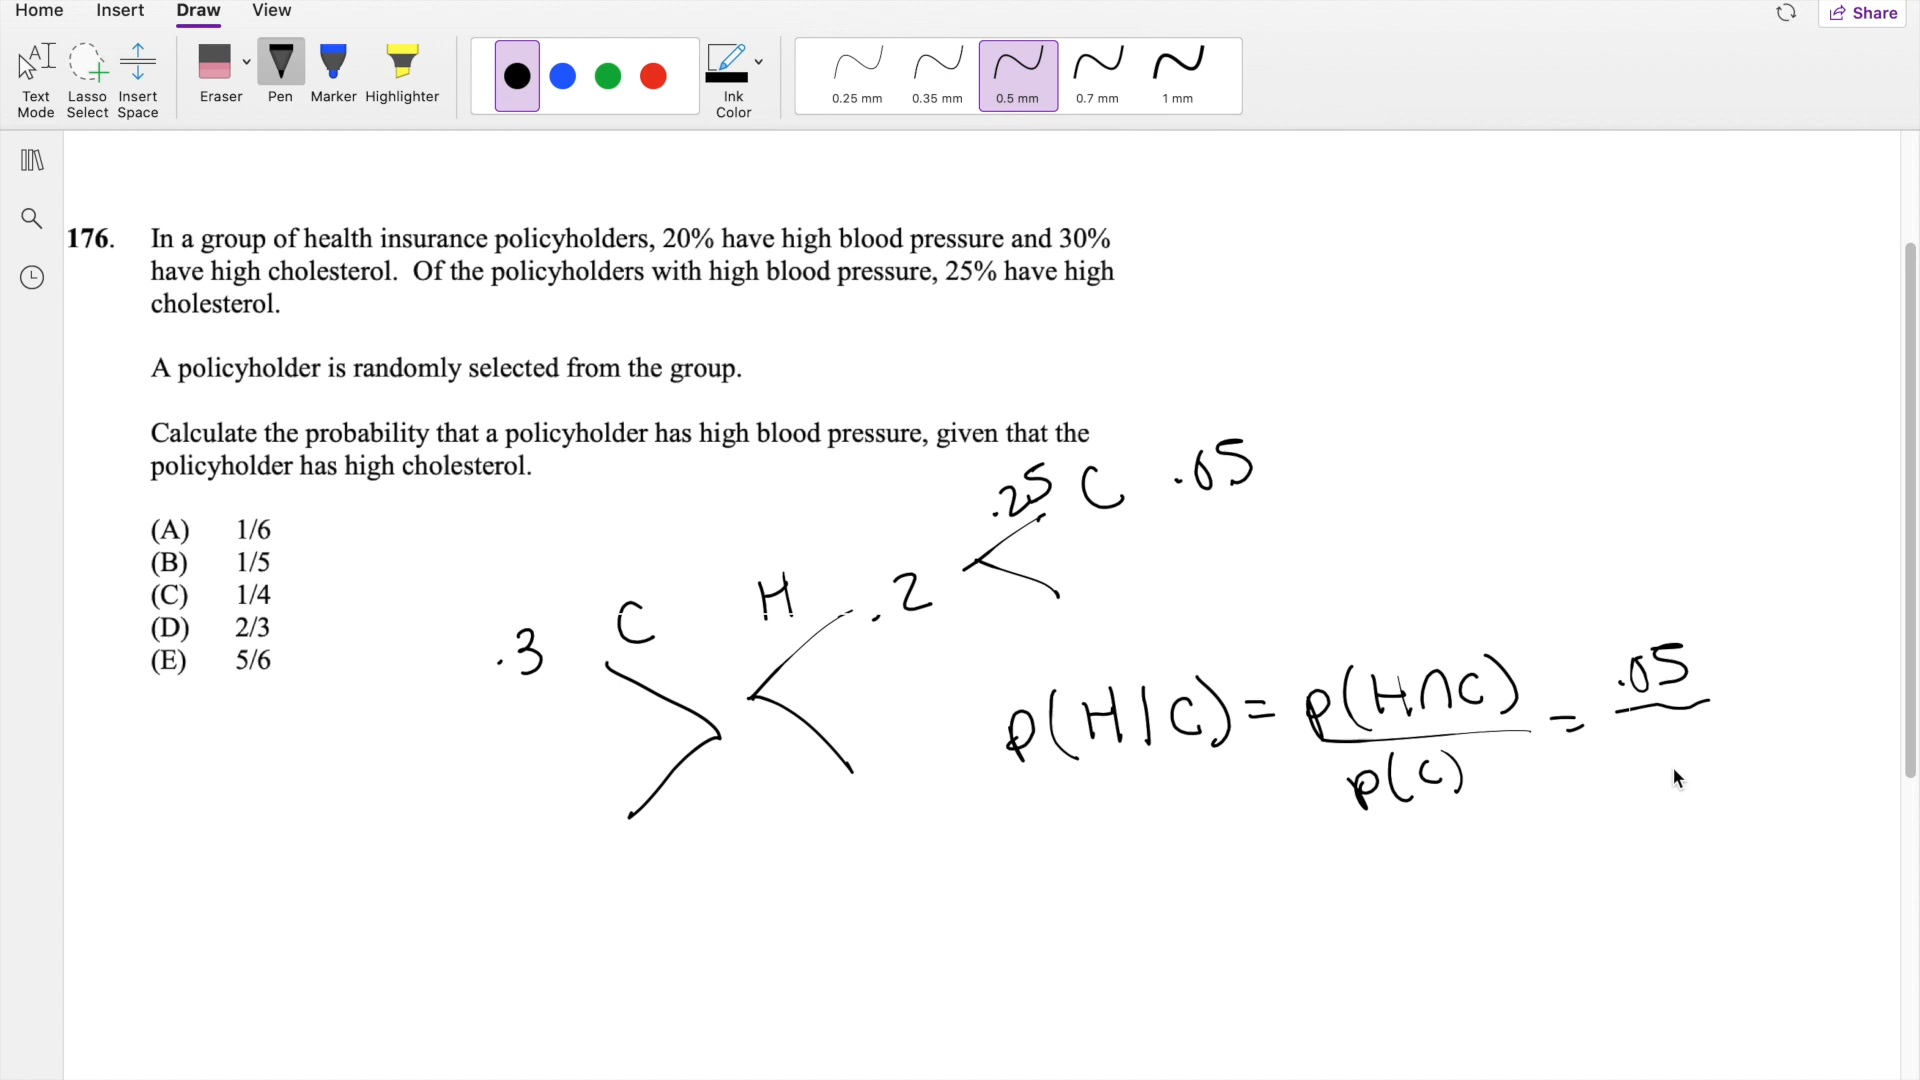 Home Insert Draw View
Share
Text Mode
Lasso Select
Insert Space
Eraser
Pen
Marker
Highlighter
Ink Color
0.25 mm
0.35 mm
0.5 mm
0.7 mm
1 mm
176. In a group of health insurance policyholders, 20% have high blood pressure and 30%
have high cholesterol. Of the policyholders with high blood pressure, 25% have high
cholesterol.
A policyholder is randomly selected from the group.
Calculate the probability that a policyholder has high blood pressure, given that the
policyholder has high cholesterol.
(A) 1/6
(B) 1/5
(C) 1/4
(D) 2/3
(E) 5/6
.25 C .05
.3 C H .2
p(H|C) = p(H∩C) = .05
p(C)